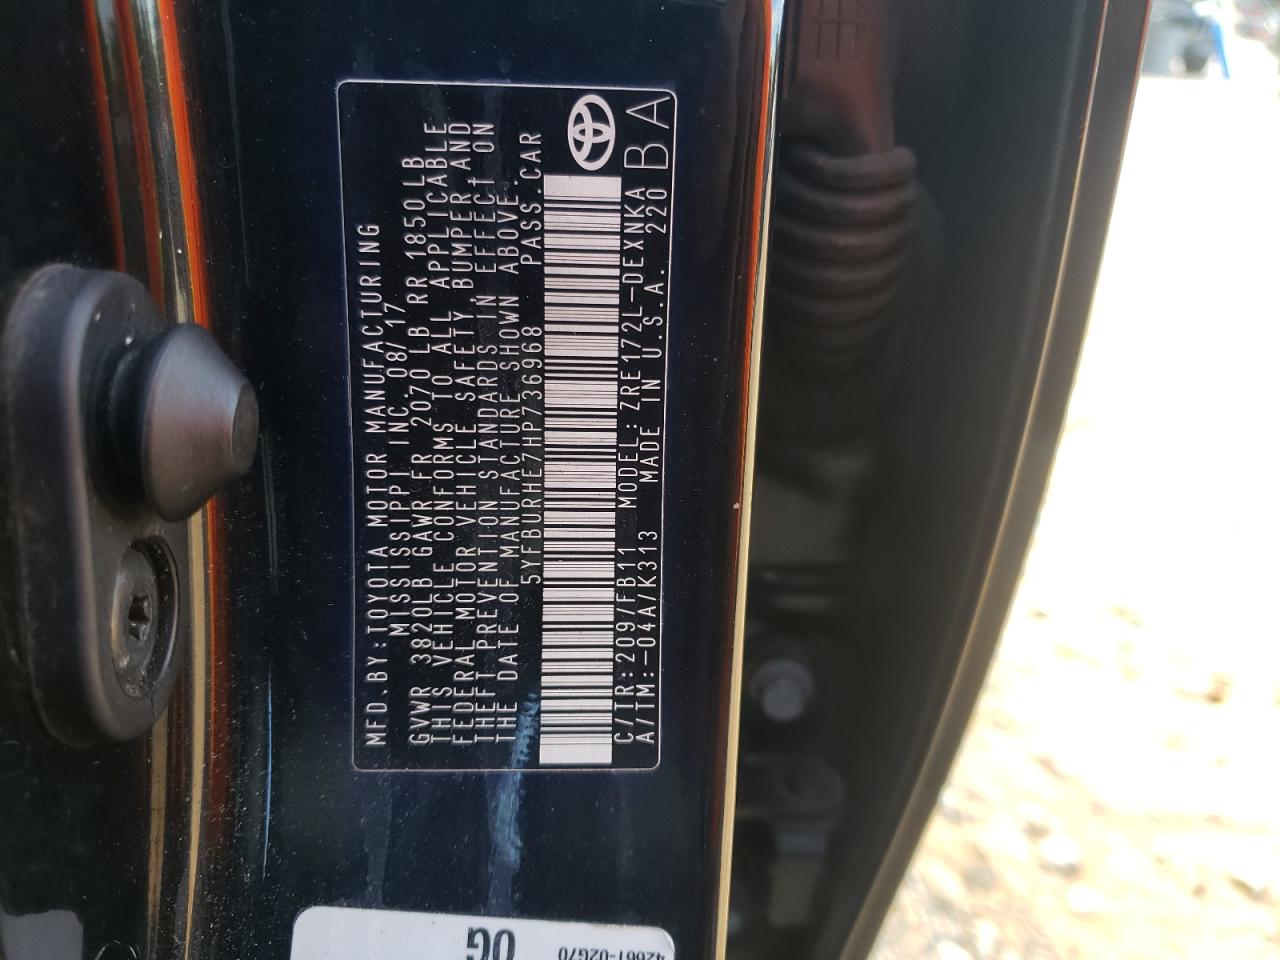 MFD.BY:TOYOTA MOTOR MANUFACTURING
MISSISSIPPI INC. 08/17
GVWR 3820LB GAWR FR 2070 LB RR 1850LB
THIS VEHICLE CONFORMS TO ALL APPLICABLE
FEDERAL MOTOR VEHICLE SAFETY, BUMPER, AND
THEFT PREVENTION STANDARDS IN EFFECT ON
THE DATE OF MANUFACTURE SHOWN ABOVE.
5YFBURHE7HP736968 PASS.CAR
C/TR:209/FB11 MODEL:ZRE172L-DEXNKA
A/TM:-04A/K313 MADE IN U.S.A. 220 BA
0G
42661-02G70